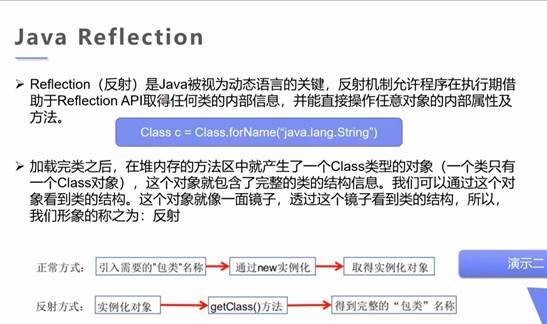 Java Reflection
Reflection（反射）是Java被视为动态语言的关键，反射机制允许程序在执行期借
助于Reflection API取得任何类的内部信息，并能直接操作任意对象的内部属性及
方法。
Class c = Class.forName(“java.lang.String”)
加载完类之后，在堆内存的方法区中就产生了一个Class类型的对象（一个类只有
一个Class对象），这个对象就包含了完整的类的结构信息。我们可以通过这个对
象看到类的结构。这个对象就像一面镜子，透过这个镜子看到类的结构，所以，
我们形象的称之为：反射
正常方式： 引入需要的”包类”名称 通过new实例化 取得实例化对象
演示二
反射方式： 实例化对象 getClass()方法 得到完整的“包类”名称